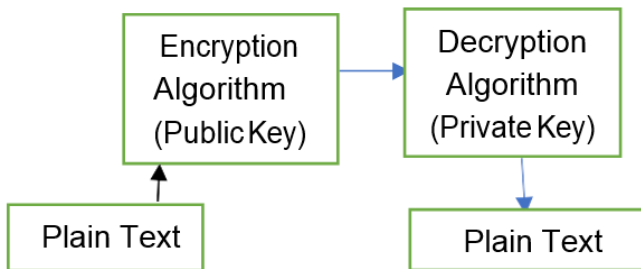 Encryption
Algorithm
(Public Key)
Decryption
Algorithm
(Private Key)
Plain Text
Plain Text